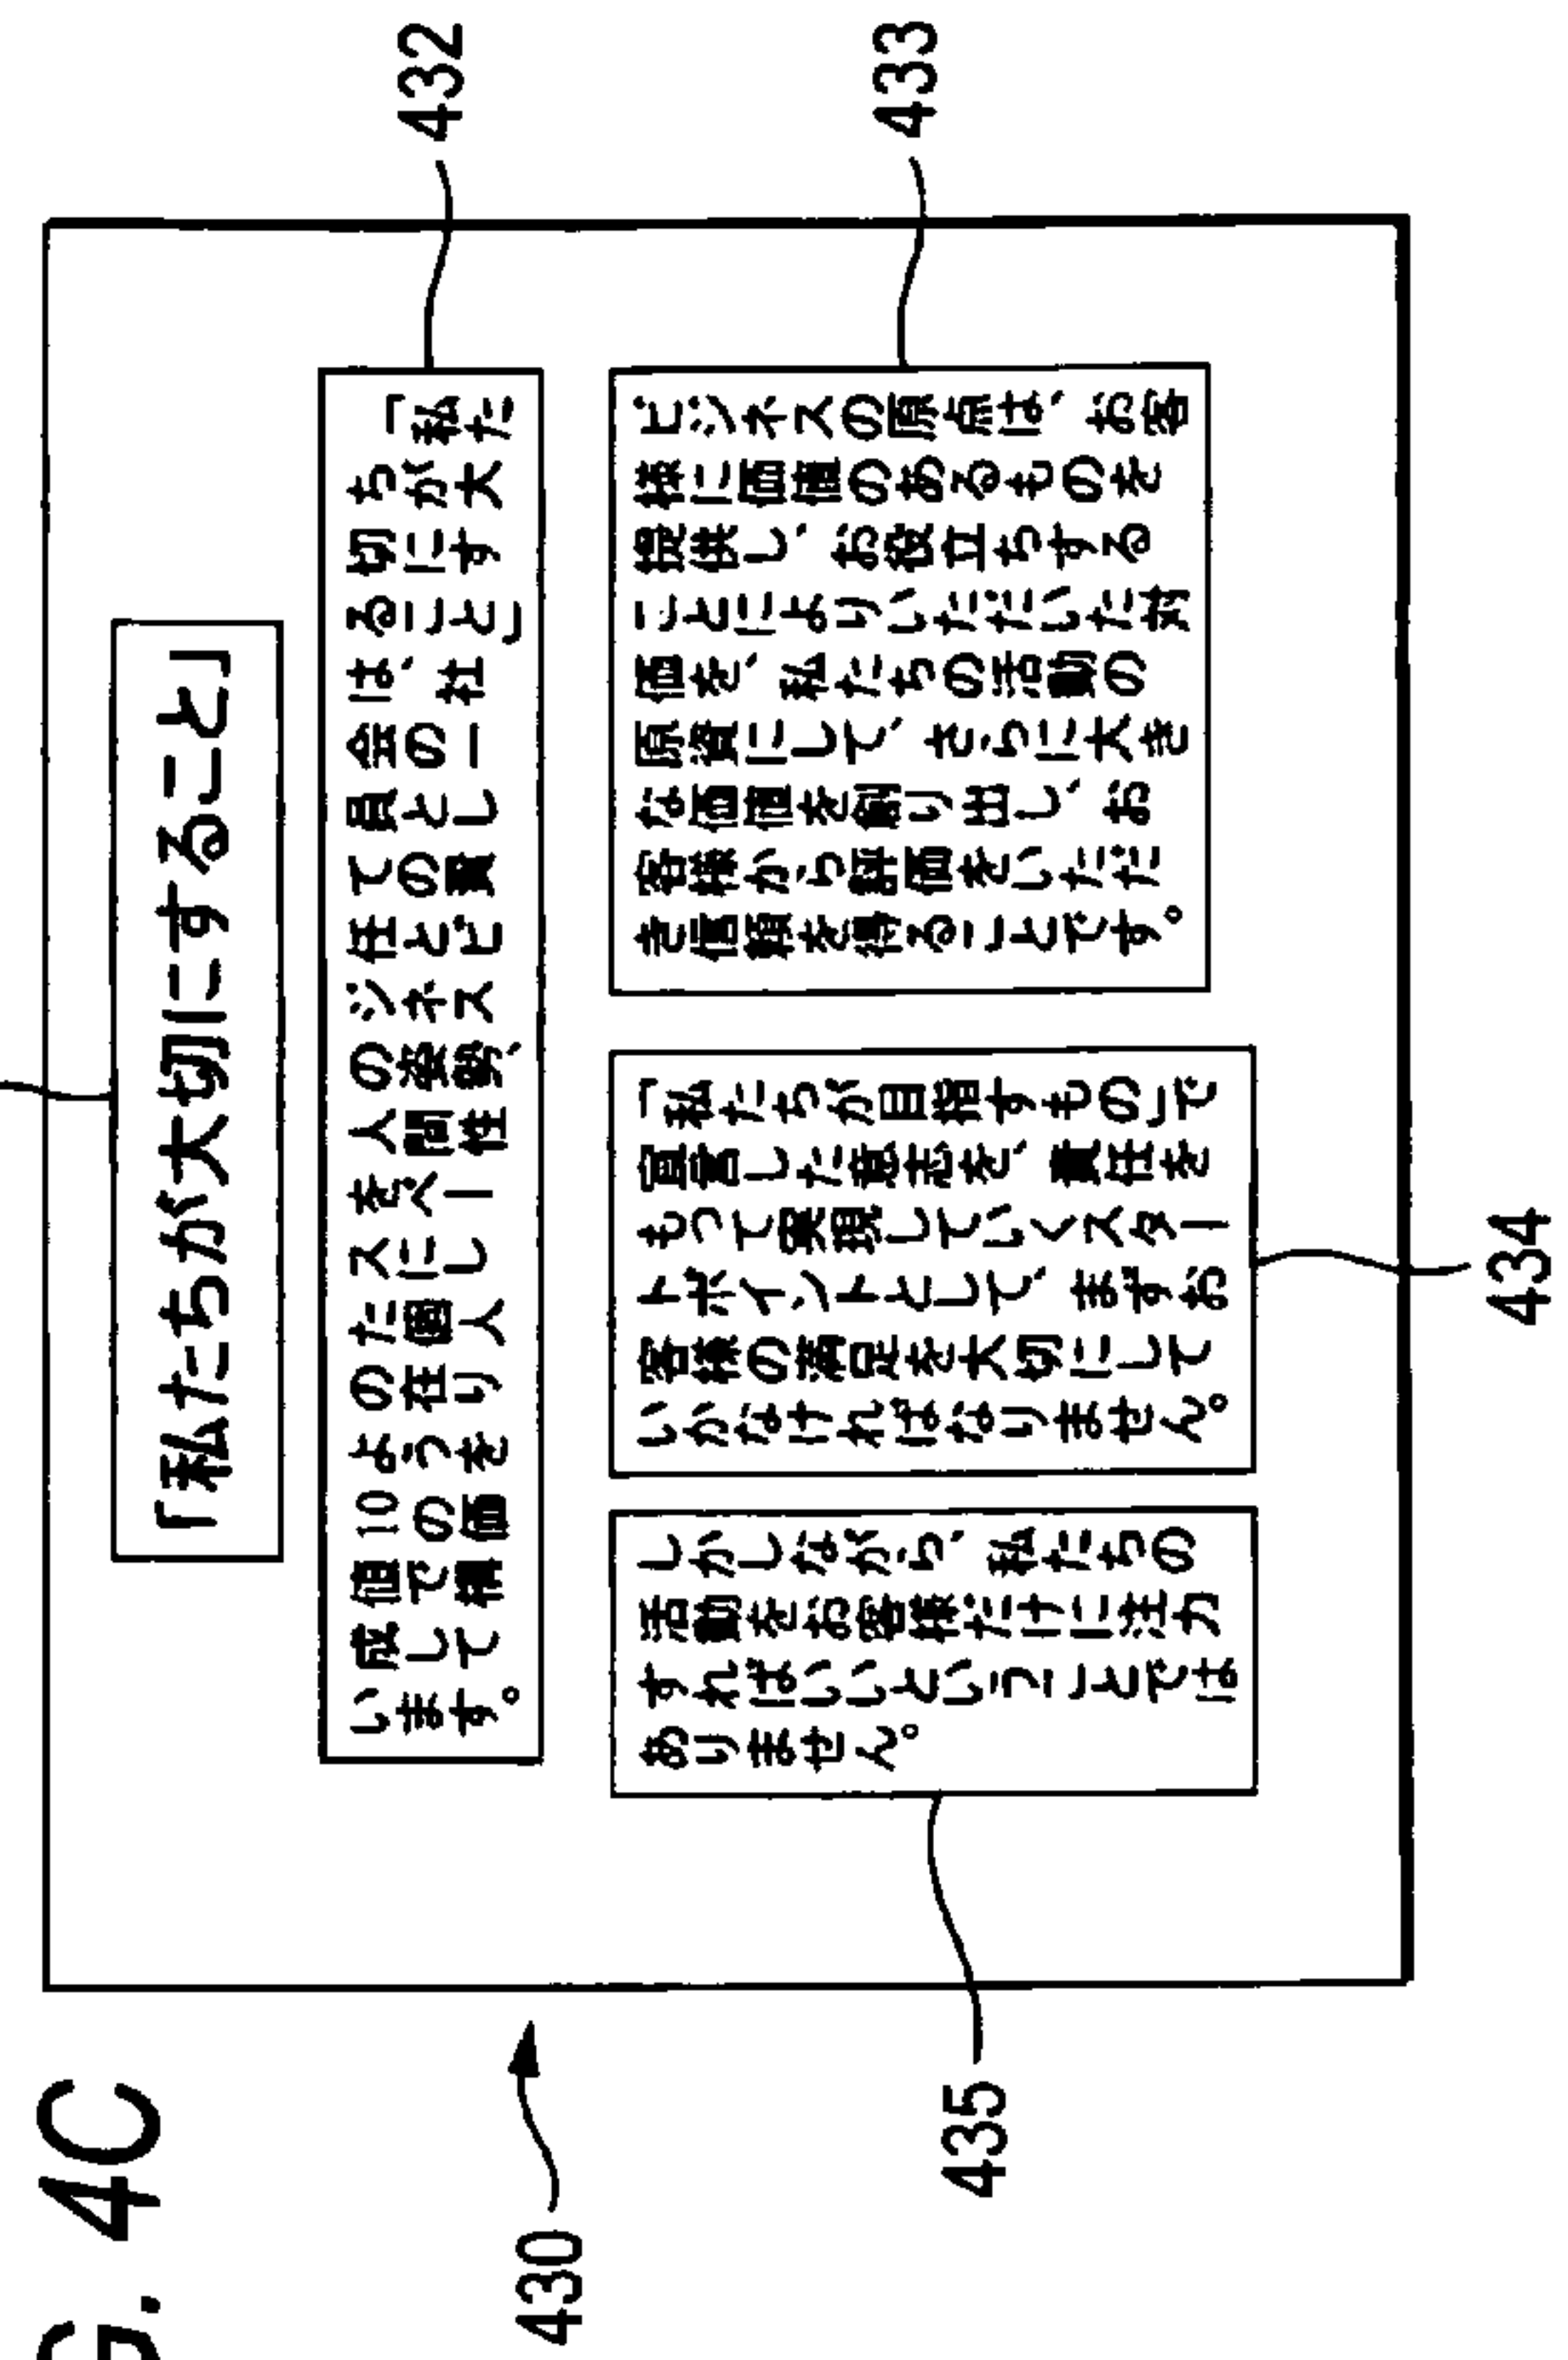 G. 4C
430
「私たちが大切にすること」
432
「私た
ちが大
切にす
ること」
は、社
会の一
員とし
ての責
任とビ
ジネス
の姿勢、
人間性
をベー
スにし
た個人
の在り
ようを
10の価
値で構
成して
います。
433
ビジネスの原点は、お客
様に価値のあるものを
提供し、お役立ちする
ことによりいただいた対
価を、私たちの活動の
原資にして、さらに大き
な価値を創り出し、お
客様から評価をいただ
き信頼を得ることです。
434
「私たちが目指すもの」で
宣言した意志を、責任を
もって実現していくスター
トポイントとして、まずお
客様の満足を大切にして
いかなければなりません。
435
しかしながら、私たちの
活動をお客様だけに注力
すればいいということでは
ありません。